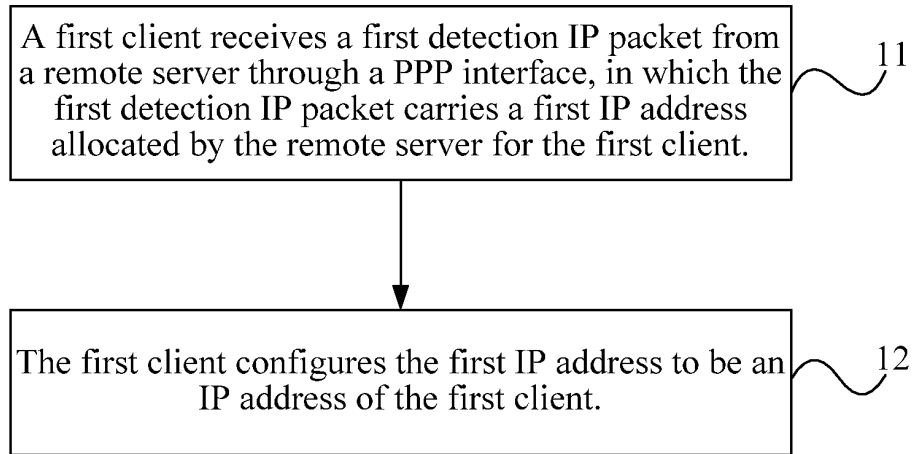 A first client receives a first detection IP packet from
a remote server through a PPP interface, in which the
first detection IP packet carries a first IP address
allocated by the remote server for the first client.
11
The first client configures the first IP address to be an
IP address of the first client.
12